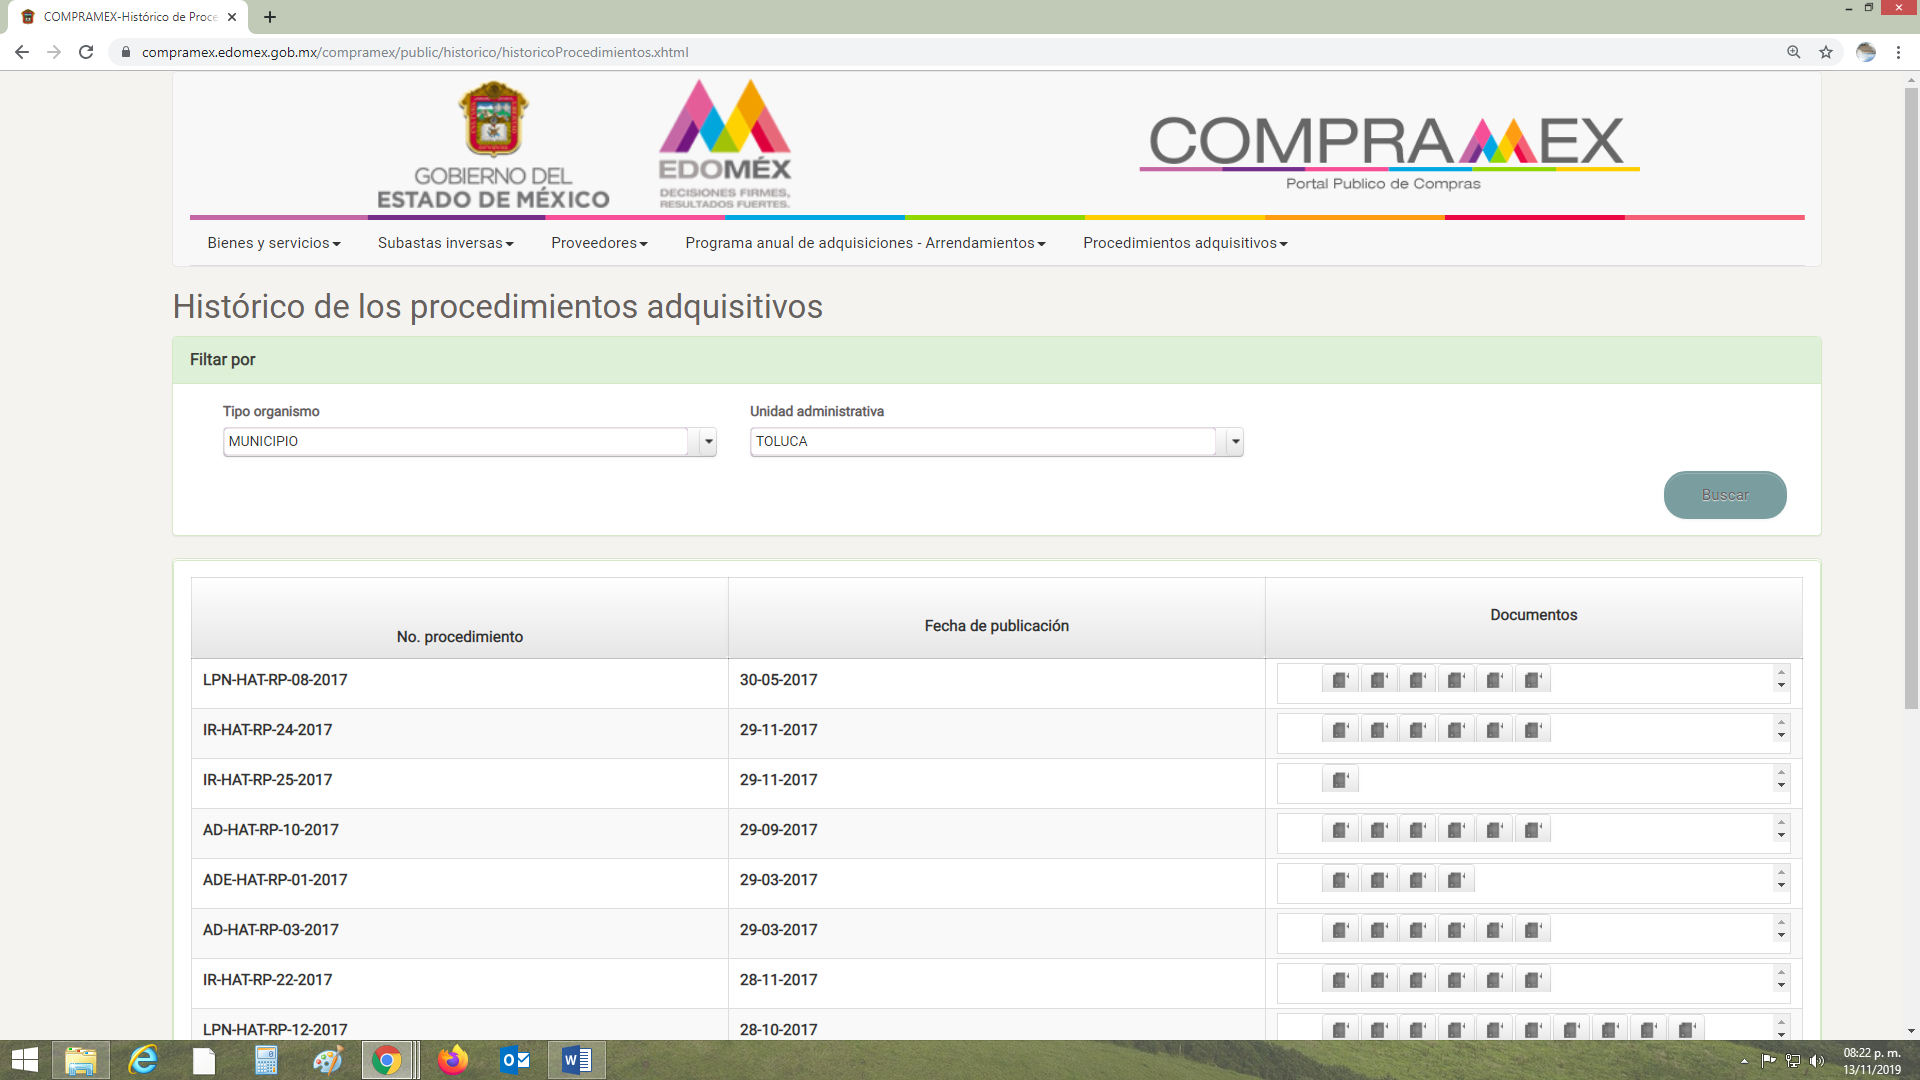 COMPRAMEX-Histórico de Proce
compramex.edomex.gob.mx/compramex/public/historico/historicoProcedimientos.xhtml
GOBIERNO DEL
ESTADO DE MÉXICO
EDOMÉX
DECISIONES FIRMES,
RESULTADOS FUERTES.
COMPRAMEX
Portal Publico de Compras
Bienes y servicios Subastas inversas Proveedores Programa anual de adquisiciones - Arrendamientos Procedimientos adquisitivos
Histórico de los procedimientos adquisitivos
Filtar por
Tipo organismo Unidad administrativa
MUNICIPIO TOLUCA
Buscar
No. procedimiento Fecha de publicación Documentos
LPN-HAT-RP-08-2017 30-05-2017
IR-HAT-RP-24-2017 29-11-2017
IR-HAT-RP-25-2017 29-11-2017
AD-HAT-RP-10-2017 29-09-2017
ADE-HAT-RP-01-2017 29-03-2017
AD-HAT-RP-03-2017 29-03-2017
IR-HAT-RP-22-2017 28-11-2017
LPN-HAT-RP-12-2017 28-10-2017
08:22 p. m.
13/11/2019